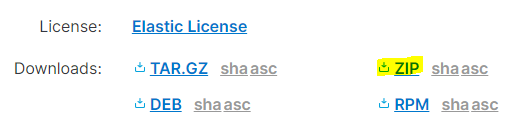 License: Elastic License
Downloads: TAR.GZ sha asc ZIP sha asc
DEB sha asc RPM sha asc